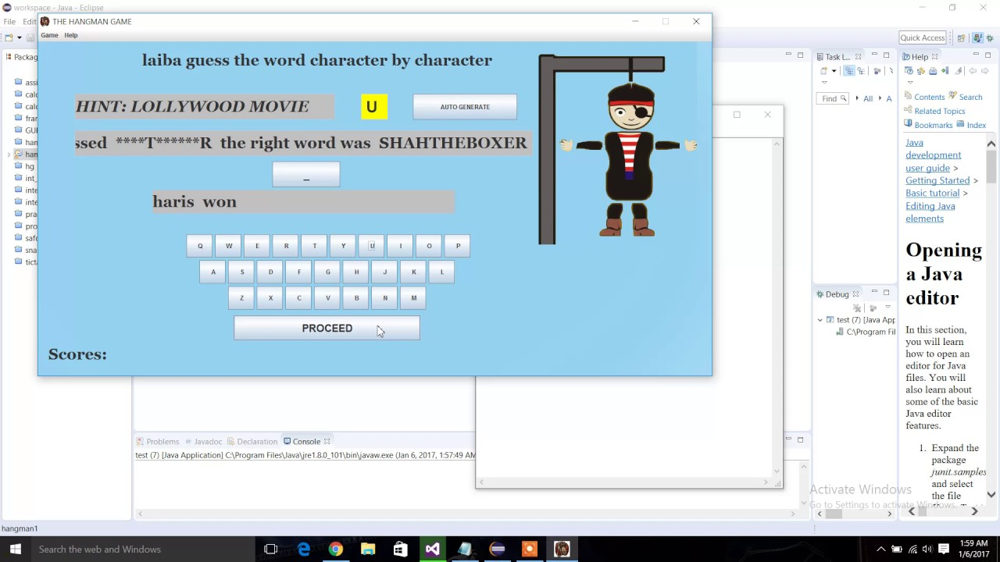 workspace - Java - Eclipse
File Edi
THE HANGMAN GAME
Game Help
laiba guess the word character by character
HINT: LOLLYWOOD MOVIE
U
AUTO GENERATE
ssed ****T******R the right word was SHAHTHEBOXER
_
haris won
Q W E R T Y U I O P
A S D F G H J K L
Z X C V B N M
PROCEED
Scores:
Packag
assi
calc
calc
fran
GUI
han
han
hg
int_
inte
inte
prac
pro
safo
sna
tict
Quick Access
Task L...
Find All A
Debug
test (7) [Java App
C:\Program Fil
Help
Contents Search
Related Topics
Bookmarks Index
Java
development
user guide >
Getting Started >
Basic tutorial >
Editing Java
elements
Opening
a Java
editor
In this section,
you will learn
how to open an
editor for Java
files. You will
also learn about
some of the basic
Java editor
features.
1. Expand the
package
junit.samples
and select
the file
Problems Javadoc Declaration Console
test (7) [Java Application] C:\Program Files\Java\jre1.8.0_101\bin\javaw.exe (Jan 6, 2017, 1:57:49 AM
Activate Windows
Go to Settings to activate Windows.
hangman1
Search the web and Windows
1:59 AM
1/6/2017